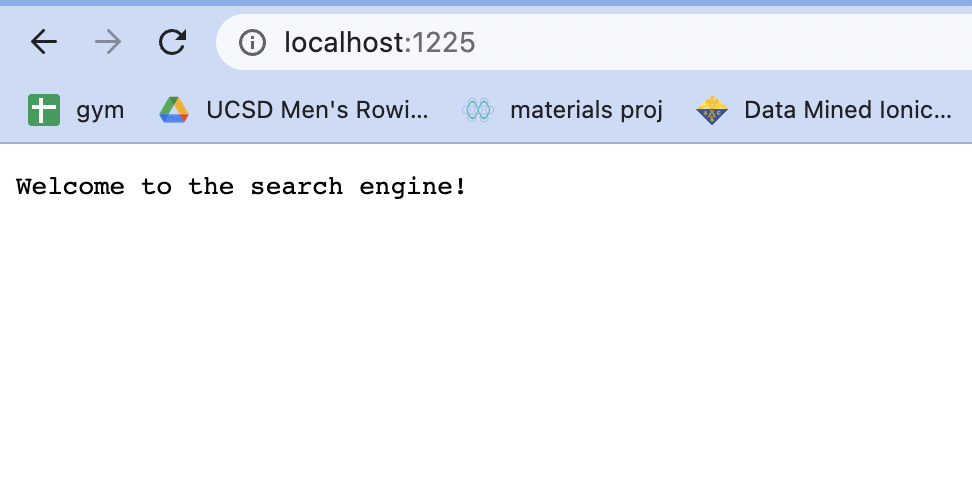 localhost:1225
gym UCSD Men's Rowi... materials proj Data Mined Ionic...
Welcome to the search engine!